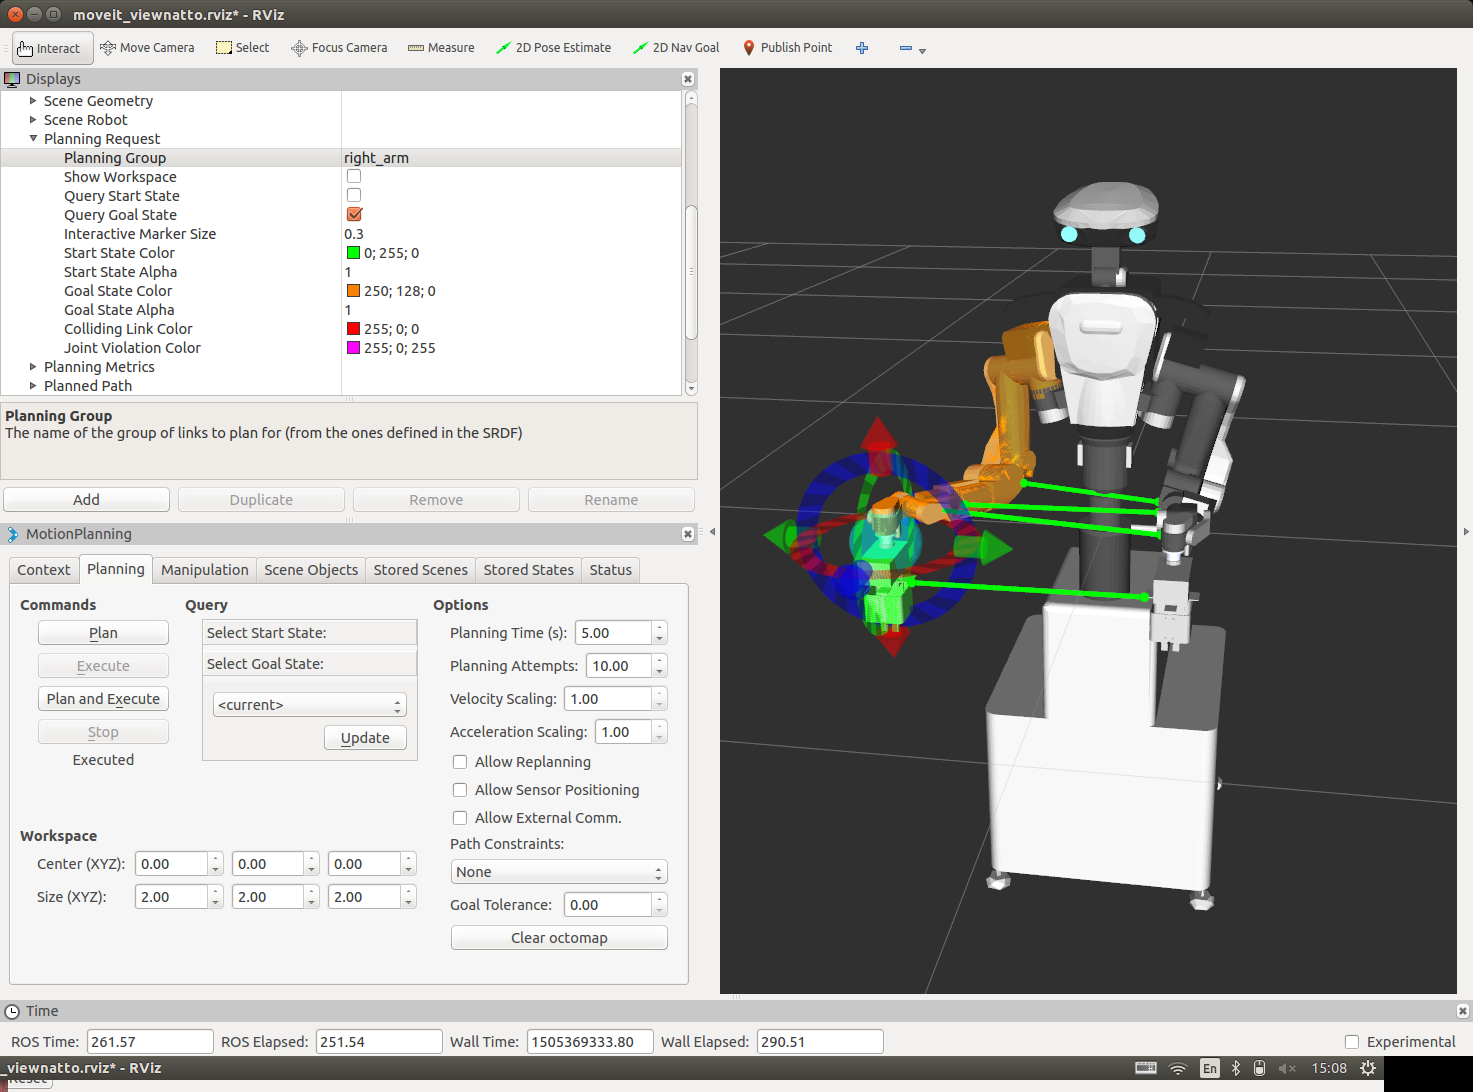 moveit_viewnatto.rviz* - RViz
Interact Move Camera Select Focus Camera Measure 2D Pose Estimate 2D Nav Goal Publish Point
Displays
Scene Geometry
Scene Robot
Planning Request
Planning Group right_arm
Show Workspace
Query Start State
Query Goal State
Interactive Marker Size 0.3
Start State Color 0; 255; 0
Start State Alpha 1
Goal State Color 250; 128; 0
Goal State Alpha 1
Colliding Link Color 255; 0; 0
Joint Violation Color 255; 0; 255
Planning Metrics
Planned Path
Planning Group
The name of the group of links to plan for (from the ones defined in the SRDF)
Add Duplicate Remove Rename
MotionPlanning
Context Planning Manipulation Scene Objects Stored Scenes Stored States Status
Commands
Plan
Execute
Plan and Execute
Stop
Executed
Query
Select Start State:
Select Goal State:
<current>
Update
Options
Planning Time (s): 5.00
Planning Attempts: 10.00
Velocity Scaling: 1.00
Acceleration Scaling: 1.00
Allow Replanning
Allow Sensor Positioning
Allow External Comm.
Path Constraints:
None
Goal Tolerance: 0.00
Clear octomap
Workspace
Center (XYZ): 0.00 0.00 0.00
Size (XYZ): 2.00 2.00 2.00
Time
ROS Time: 261.57 ROS Elapsed: 251.54 Wall Time: 1505369333.80 Wall Elapsed: 290.51 Experimental
_viewnatto.rviz* - RViz En 15:08
Reset